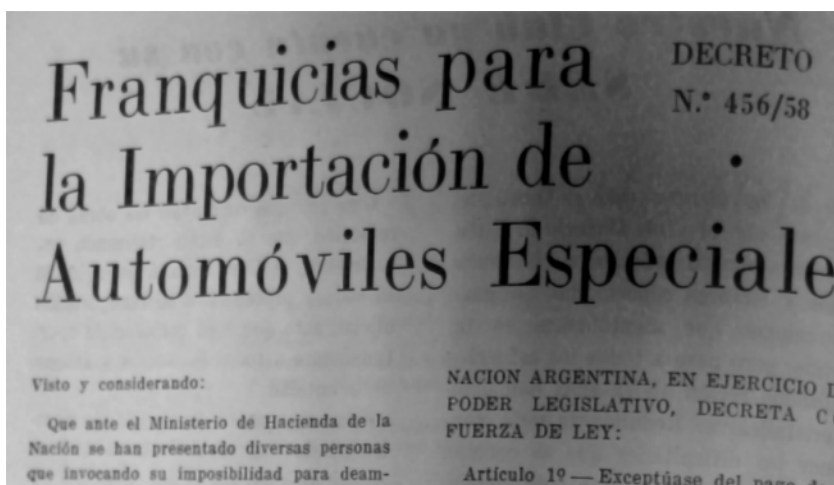 Franquicias para
la Importación de
Automóviles Especiale
DECRETO
N.º 456/58
Visto y considerando:
Que ante el Ministerio de Hacienda de la
Nación se han presentado diversas personas
que invocando su imposibilidad para deam-
NACION ARGENTINA, EN EJERCICIO D
PODER LEGISLATIVO, DECRETA C
FUERZA DE LEY:
Artículo 1º — Exceptúase del pago